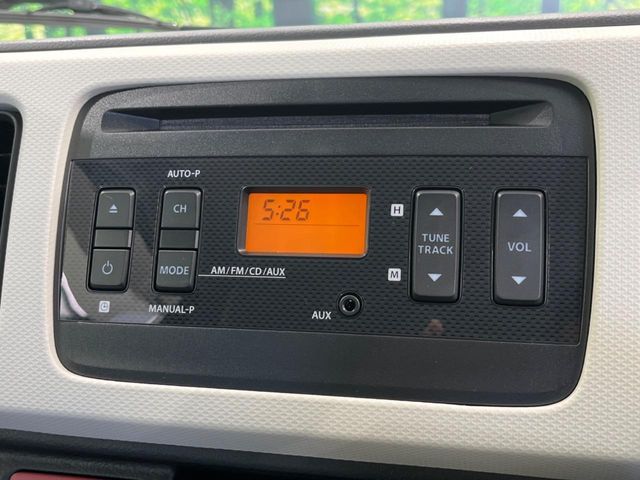 AUTO-P
CH
5:26
H
TUNE
TRACK
VOL
MODE
AM/FM/CD/AUX
M
MANUAL-P
AUX